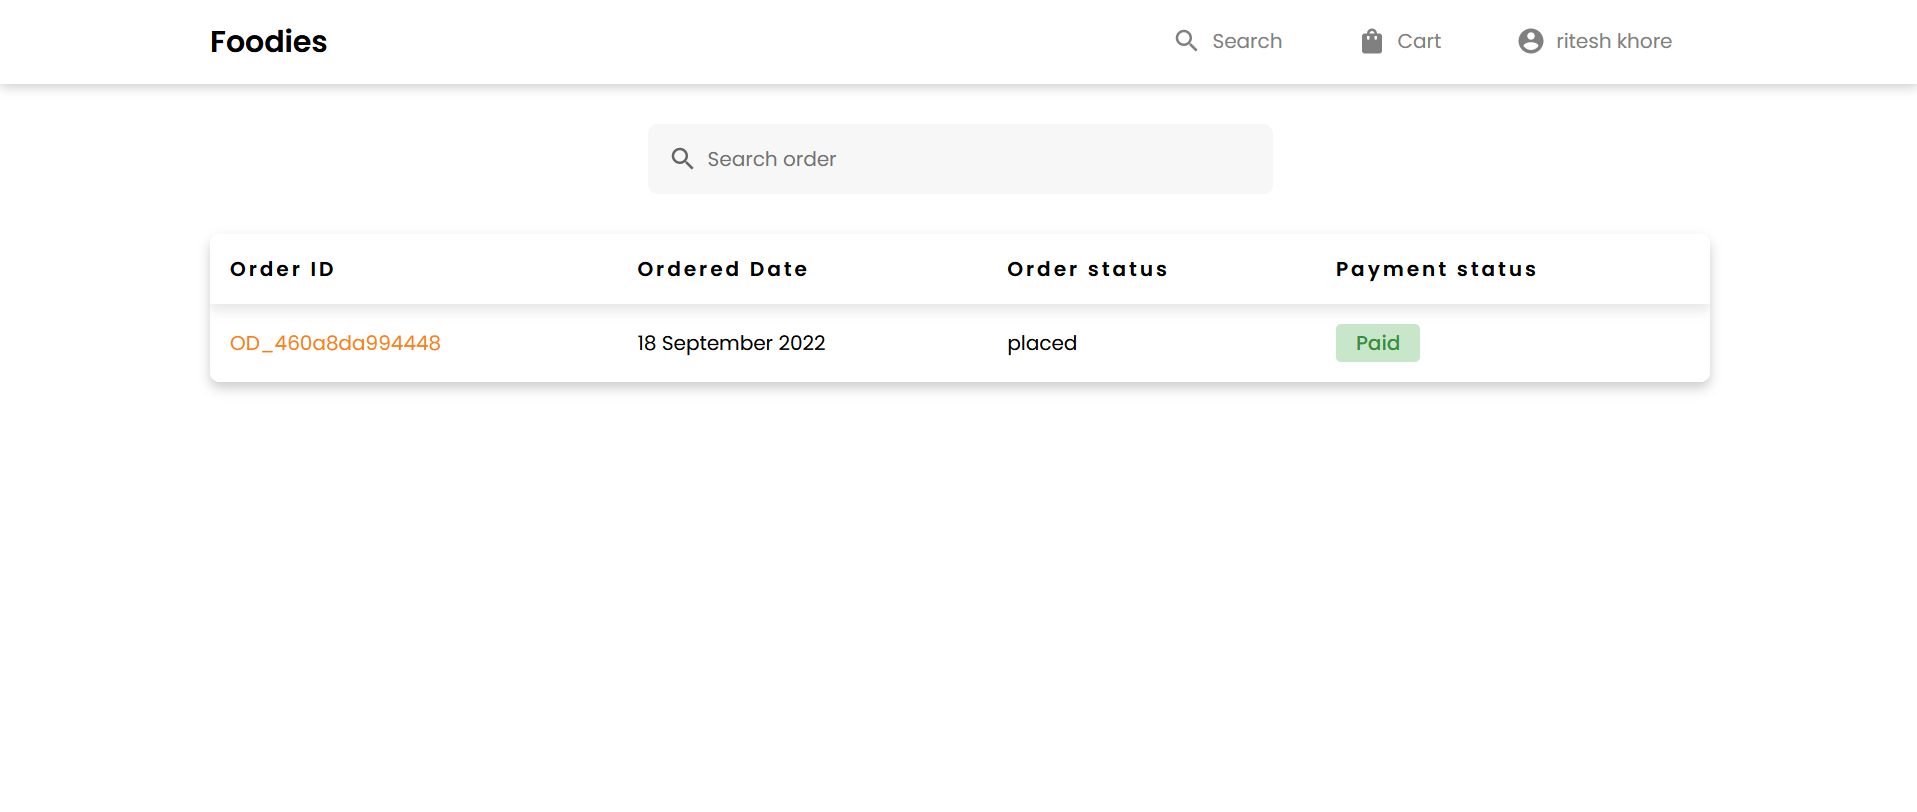 Foodies Search Cart ritesh khore
Search order
Order ID Ordered Date Order status Payment status
OD_460a8da994448 18 September 2022 placed Paid